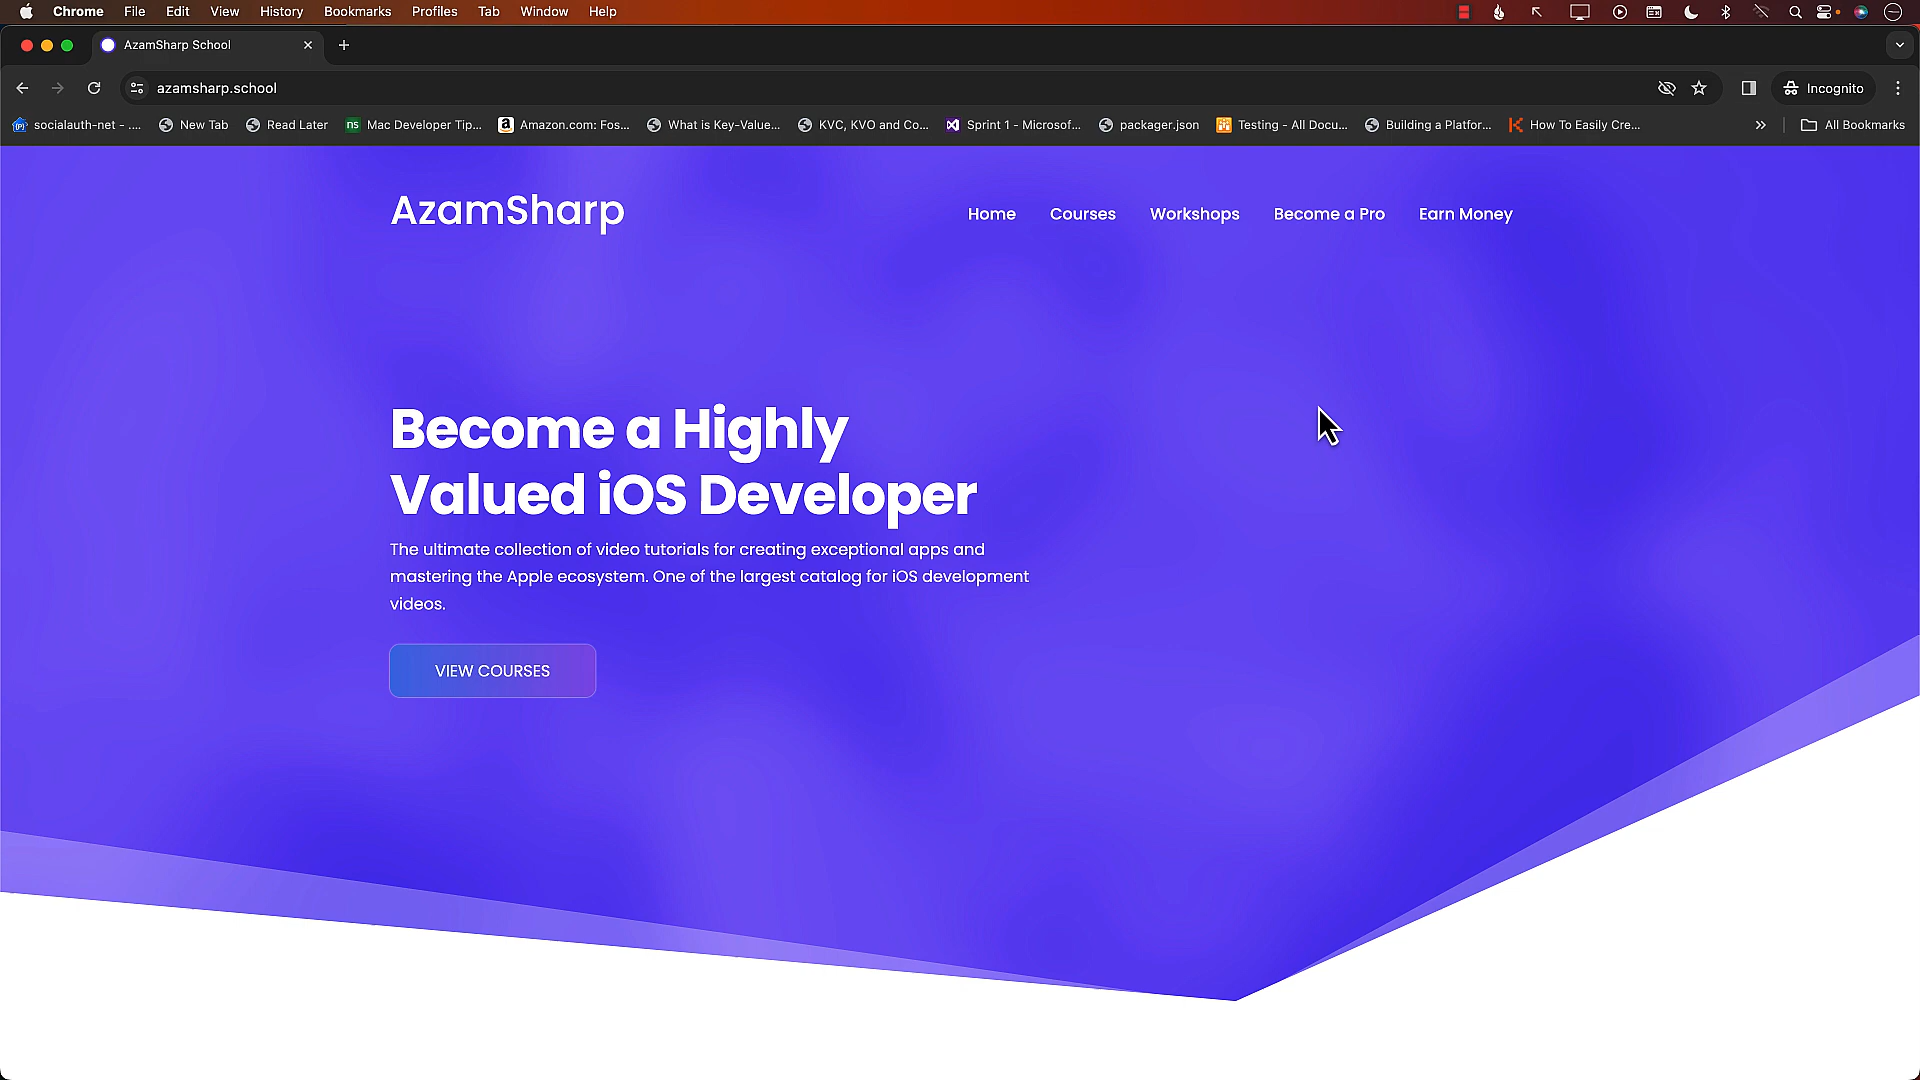 Chrome File Edit View History Bookmarks Profiles Tab Window Help
AzamSharp School
azamsharp.school
Incognito
socialauth-net - .... New Tab Read Later Mac Developer Tip... Amazon.com: Fos... What is Key-Value... KVC, KVO and Co... Sprint 1 - Microsof... packager.json Testing - All Docu... Building a Platfor... How To Easily Cre... All Bookmarks
AzamSharp
Home Courses Workshops Become a Pro Earn Money
Become a Highly
Valued iOS Developer
The ultimate collection of video tutorials for creating exceptional apps and
mastering the Apple ecosystem. One of the largest catalog for iOS development
videos.
VIEW COURSES